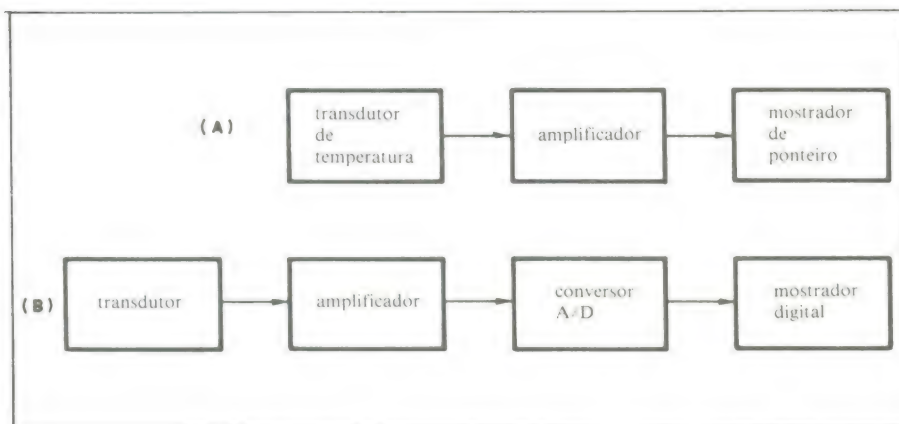 (A)
transdutor
de
temperatura
amplificador
mostrador
de
ponteiro
(B)
transdutor
amplificador
conversor
A/D
mostrador
digital